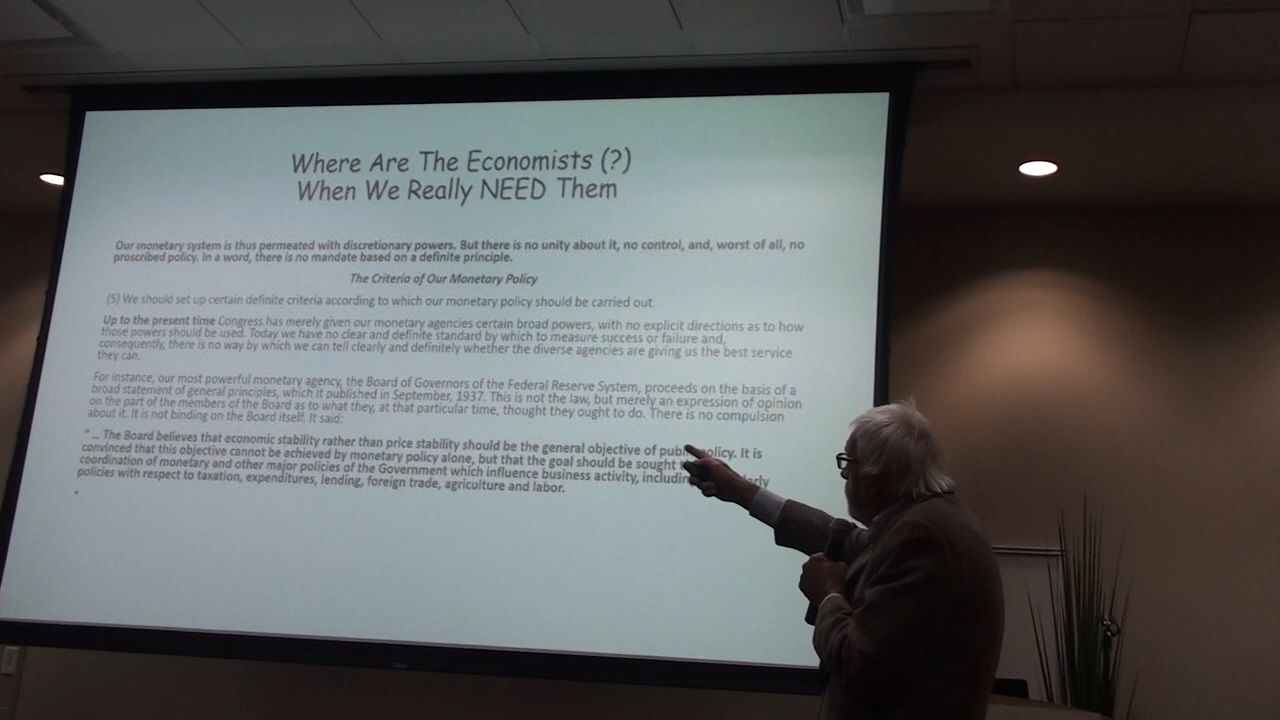 Where Are The Economists (?)
When We Really NEED Them
Our monetary system is thus permeated with discretionary powers. But there is no unity about it, no control, and, worst of all, no
proscribed policy. In a word, there is no mandate based on a definite principle.
The Criteria of Our Monetary Policy
(5) We should set up certain definite criteria according to which our monetary policy should be carried out.
Up to the present time Congress has merely given our monetary agencies certain broad powers, with no explicit directions as to how
those powers should be used. Today we have no clear and definite standard by which to measure success or failure and,
consequently, there is no way by which we can tell clearly and definitely whether the diverse agencies are giving us the best service
they can.
For instance, our most powerful monetary agency, the Board of Governors of the Federal Reserve System, proceeds on the basis of a
broad statement of general principles, which it published in September, 1937. This is not the law, but merely an expression of opinion
on the part of the members of the Board as to what they, at that particular time, thought they ought to do. There is no compulsion
about it. It is not binding on the Board itself. It said:
"... The Board believes that economic stability rather than price stability should be the general objective of policy. It is
convinced that this objective cannot be achieved by monetary policy alone, but that the goal should be sought
coordination of monetary and other major policies of the Government which influence business activity,
policies with respect to taxation, expenditures, lending, foreign trade, agriculture and labor.